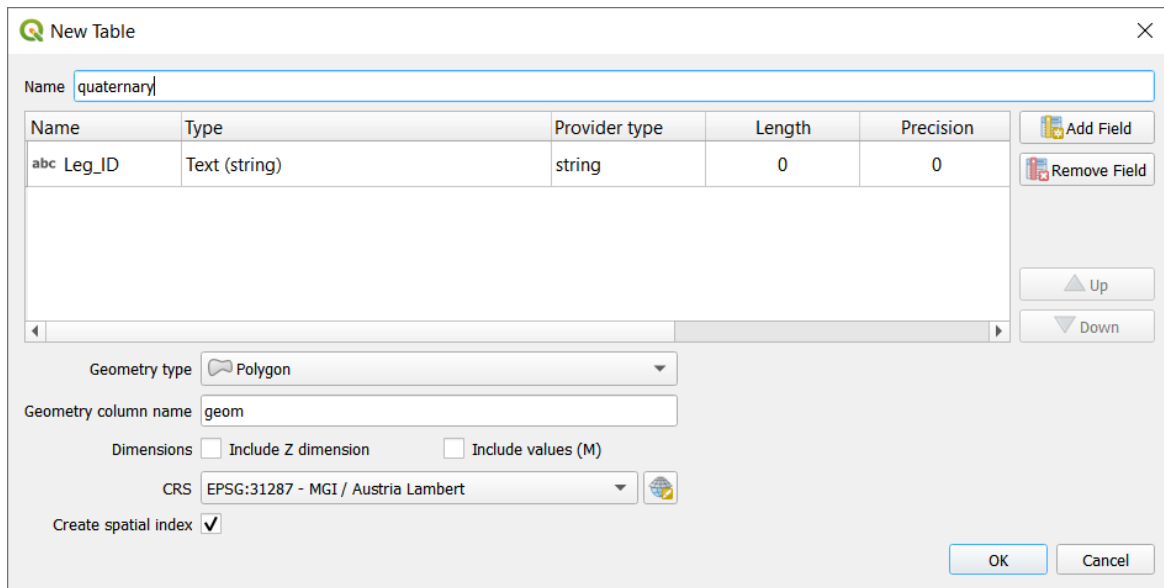 New Table
Name quaternary
Name Type Provider type Length Precision Add Field
abc Leg_ID Text (string) string 0 0 Remove Field
Up
Down
Geometry type Polygon
Geometry column name geom
Dimensions Include Z dimension Include values (M)
CRS EPSG:31287 - MGI / Austria Lambert
Create spatial index
OK Cancel